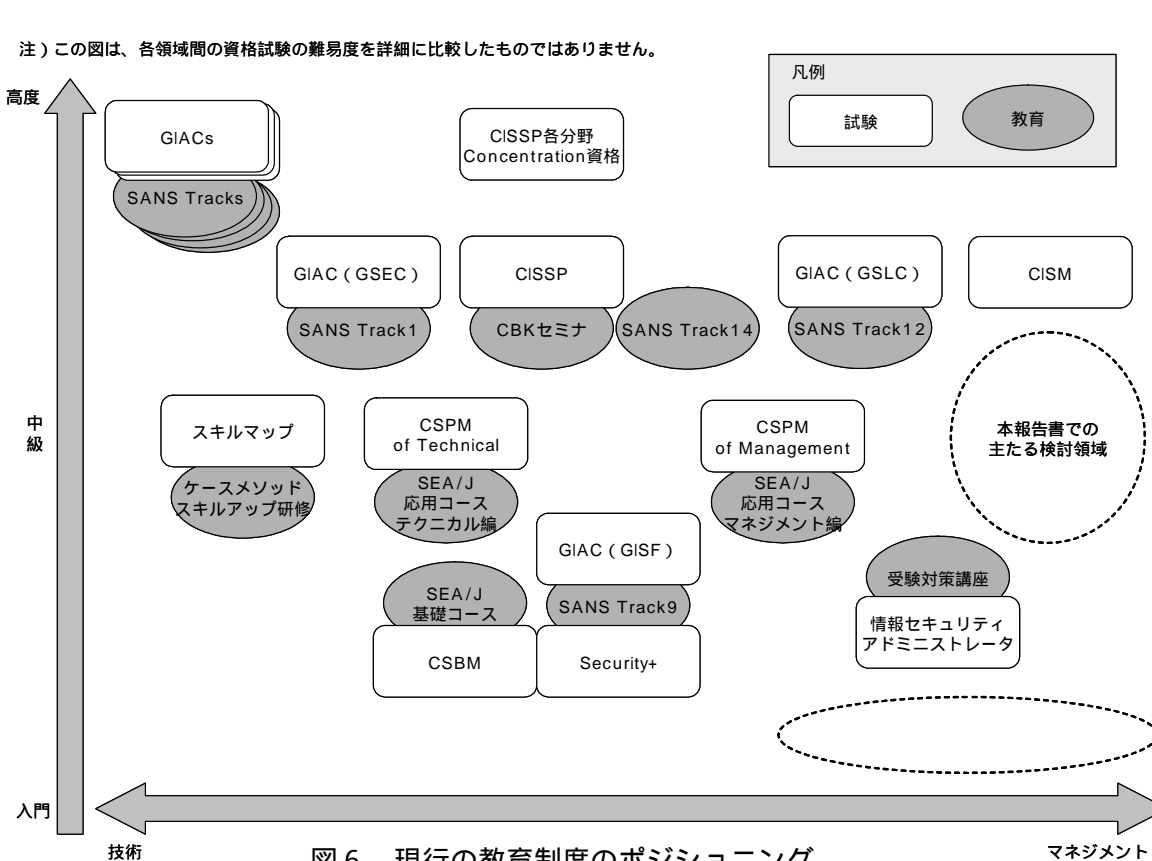 注）この図は、各領域間の資格試験の難易度を詳細に比較したものではありません。
凡例
試験
教育
高度
GIACs
SANS Tracks
CISSP各分野
Concentration資格
GIAC（GSEC）
SANS Track1
CISSP
CBKセミナ
SANS Track14
GIAC（GSLC）
SANS Track12
CISM
中
級
スキルマップ
ケースメソッド
スキルアップ研修
CSPM
of Technical
SEA/J
応用コース
テクニカル編
CSPM
of Management
SEA/J
応用コース
マネジメント編
本報告書での
主たる検討領域
GIAC（GISF）
SANS Track9
Security+
SEA/J
基礎コース
CSBM
受験対策講座
情報セキュリティ
アドミニストレータ
入門
技術
マネジメント
図６　現行の教育制度のポジショニング